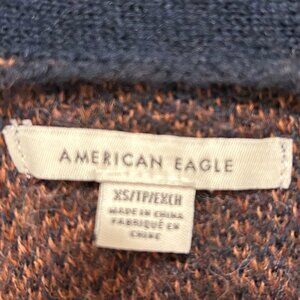 AMERICAN EAGLE
XS/TP/EXCH
MADE IN CHINA
FABRIQUÉ EN
CHINE